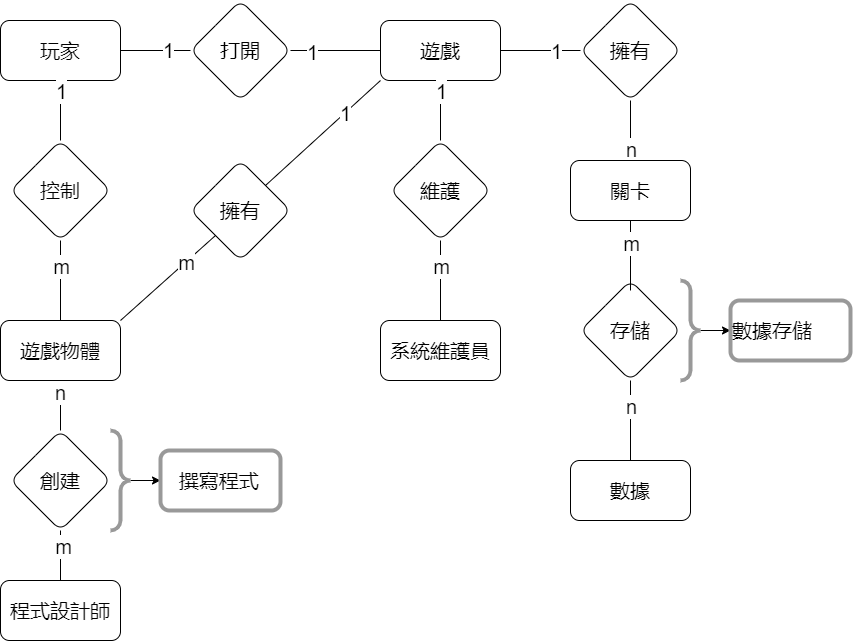 玩家
1
打開
1
遊戲
1
擁有
1
1
1
n
控制
擁有
維護
關卡
m
m
m
m
遊戲物體
系統維護員
存儲
數據存儲
n
n
創建
撰寫程式
數據
m
程式設計師